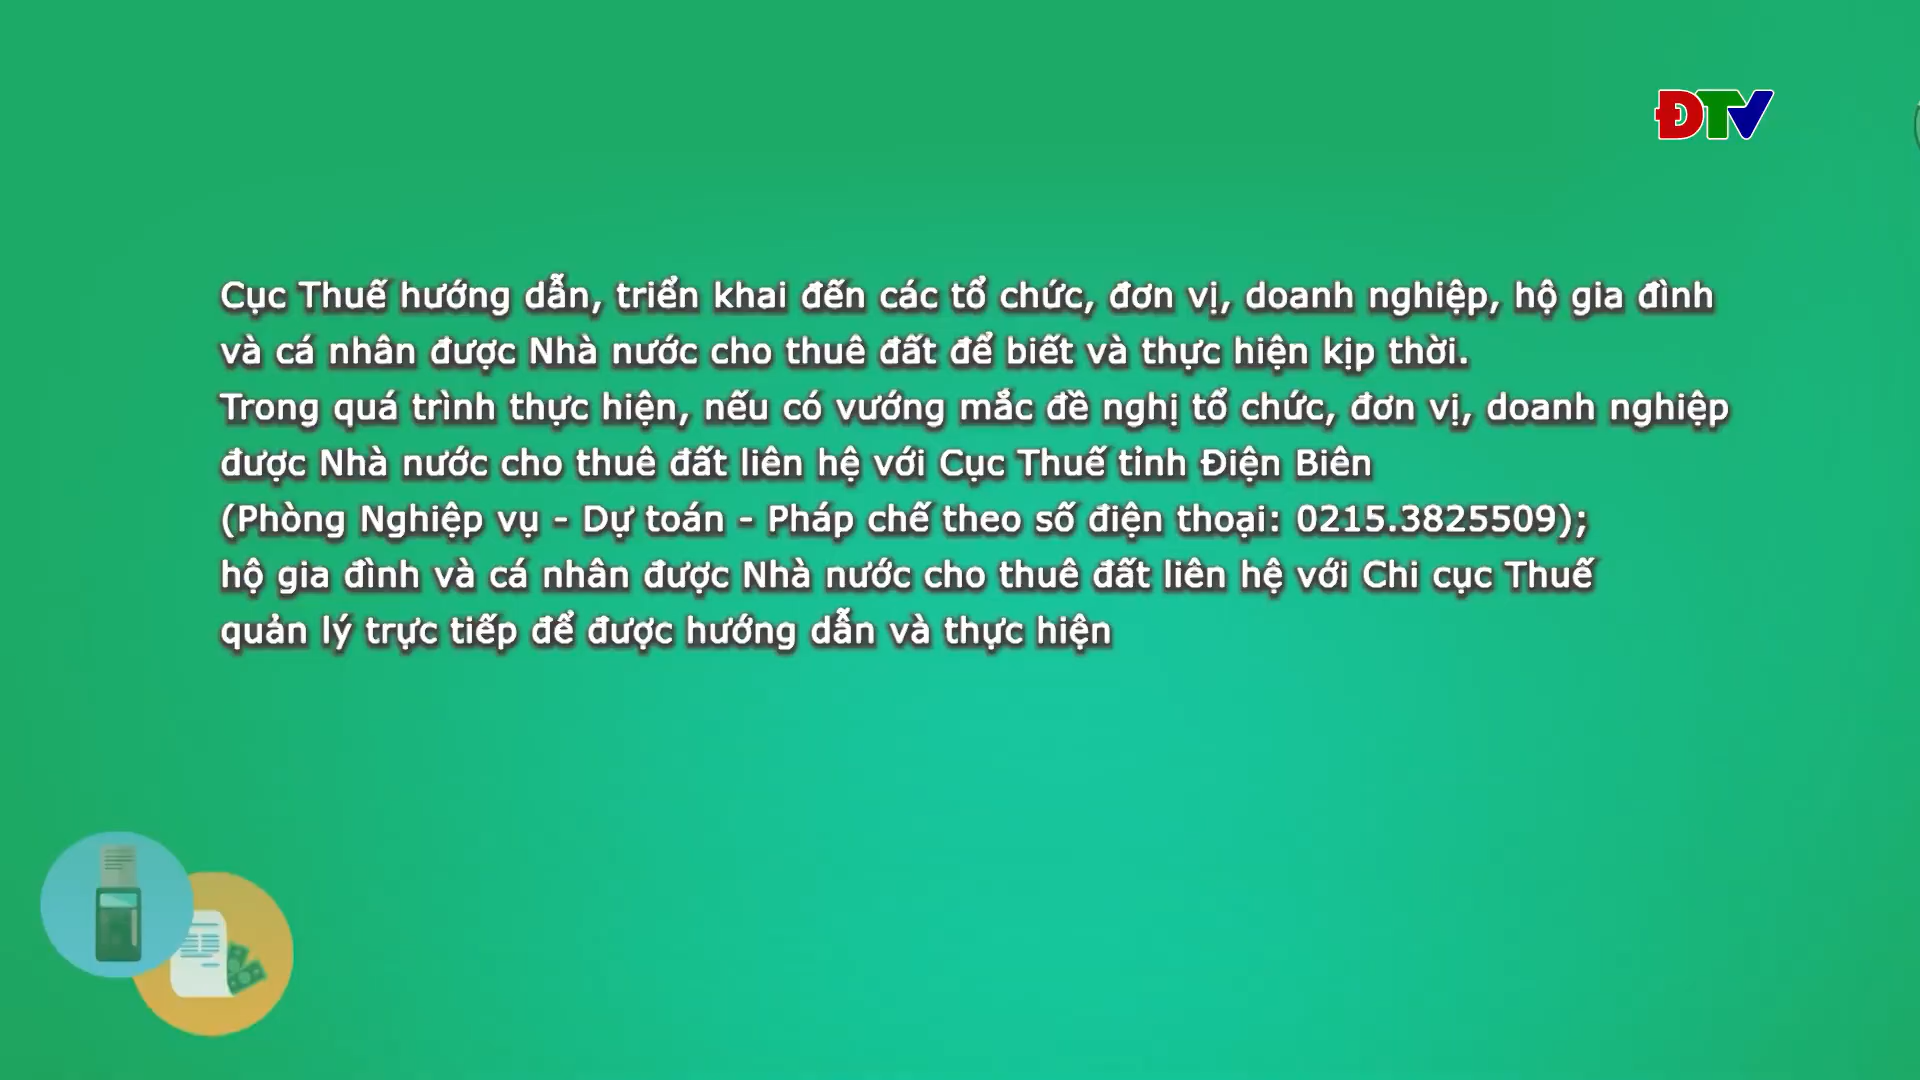 ĐTV
Cục Thuế hướng dẫn, triển khai đến các tổ chức, đơn vị, doanh nghiệp, hộ gia đình
và cá nhân được Nhà nước cho thuê đất để biết và thực hiện kịp thời.
Trong quá trình thực hiện, nếu có vướng mắc đề nghị tổ chức, đơn vị, doanh nghiệp
được Nhà nước cho thuê đất liên hệ với Cục Thuế tỉnh Điện Biên
(Phòng Nghiệp vụ - Dự toán - Pháp chế theo số điện thoại: 0215.3825509);
hộ gia đình và cá nhân được Nhà nước cho thuê đất liên hệ với Chi cục Thuế
quản lý trực tiếp để được hướng dẫn và thực hiện